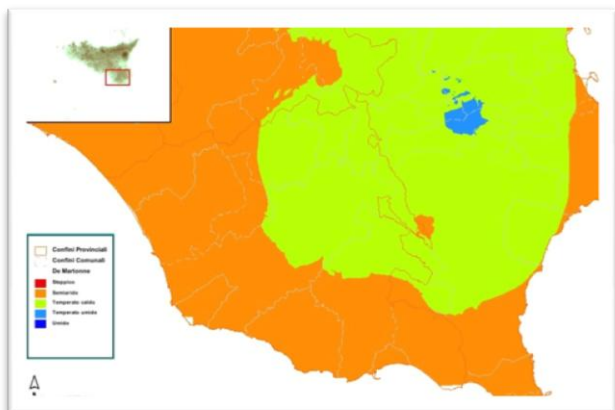 Confini Provinciali
Confini Comunali
De Martonne
Steppico
Semiarido
Temperato caldo
Temperato umido
Umido